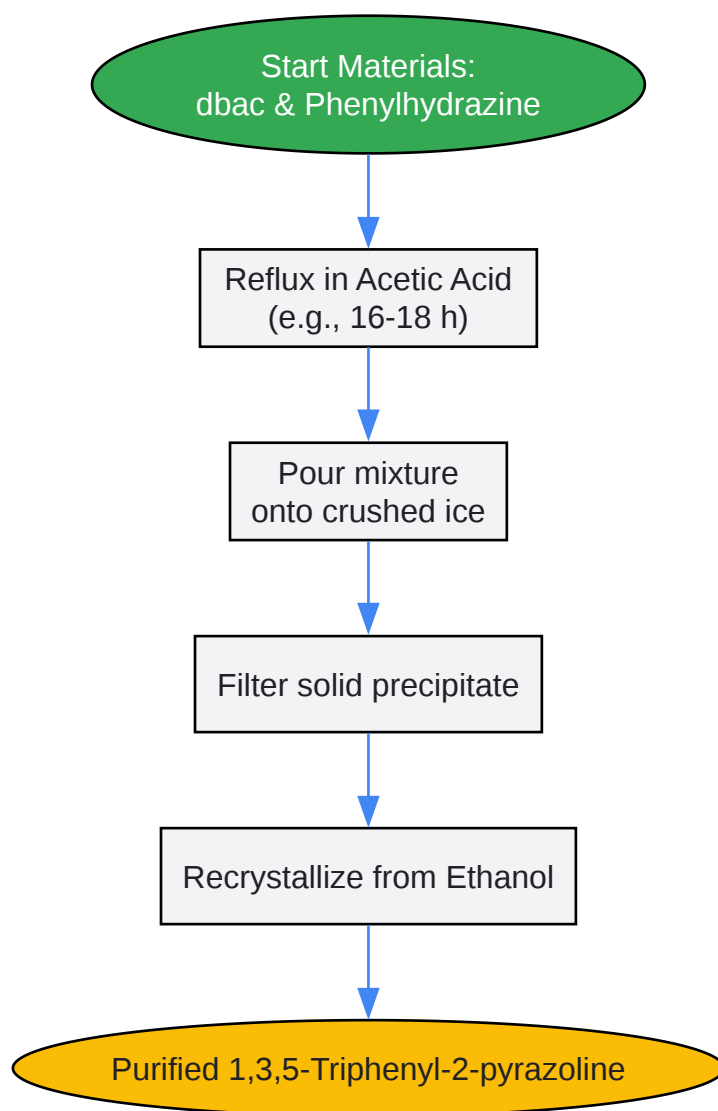 Start Materials:
dbac & Phenylhydrazine
Reflux in Acetic Acid
(e.g., 16-18 h)
Pour mixture
onto crushed ice
Filter solid precipitate
Recrystallize from Ethanol
Purified 1,3,5-Triphenyl-2-pyrazoline